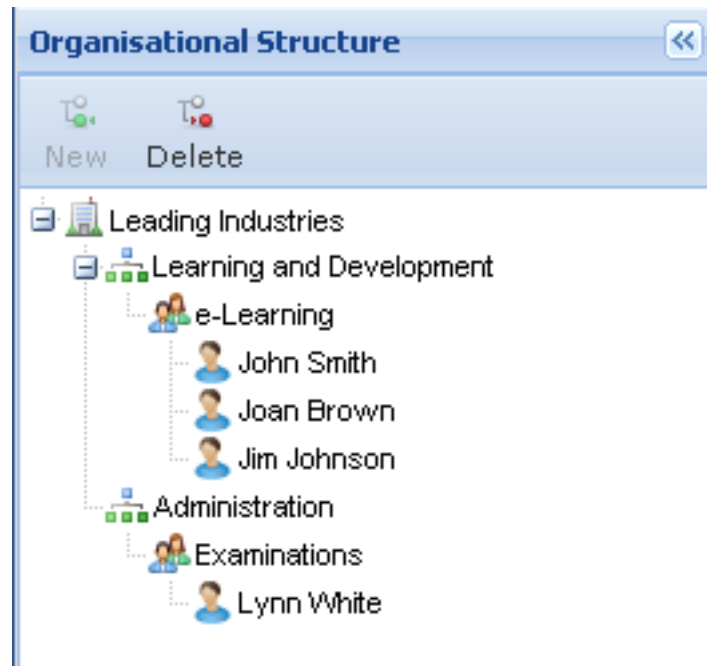 Organisational Structure
New Delete
Leading Industries
Learning and Development
e-Learning
John Smith
Joan Brown
Jim Johnson
Administration
Examinations
Lynn White